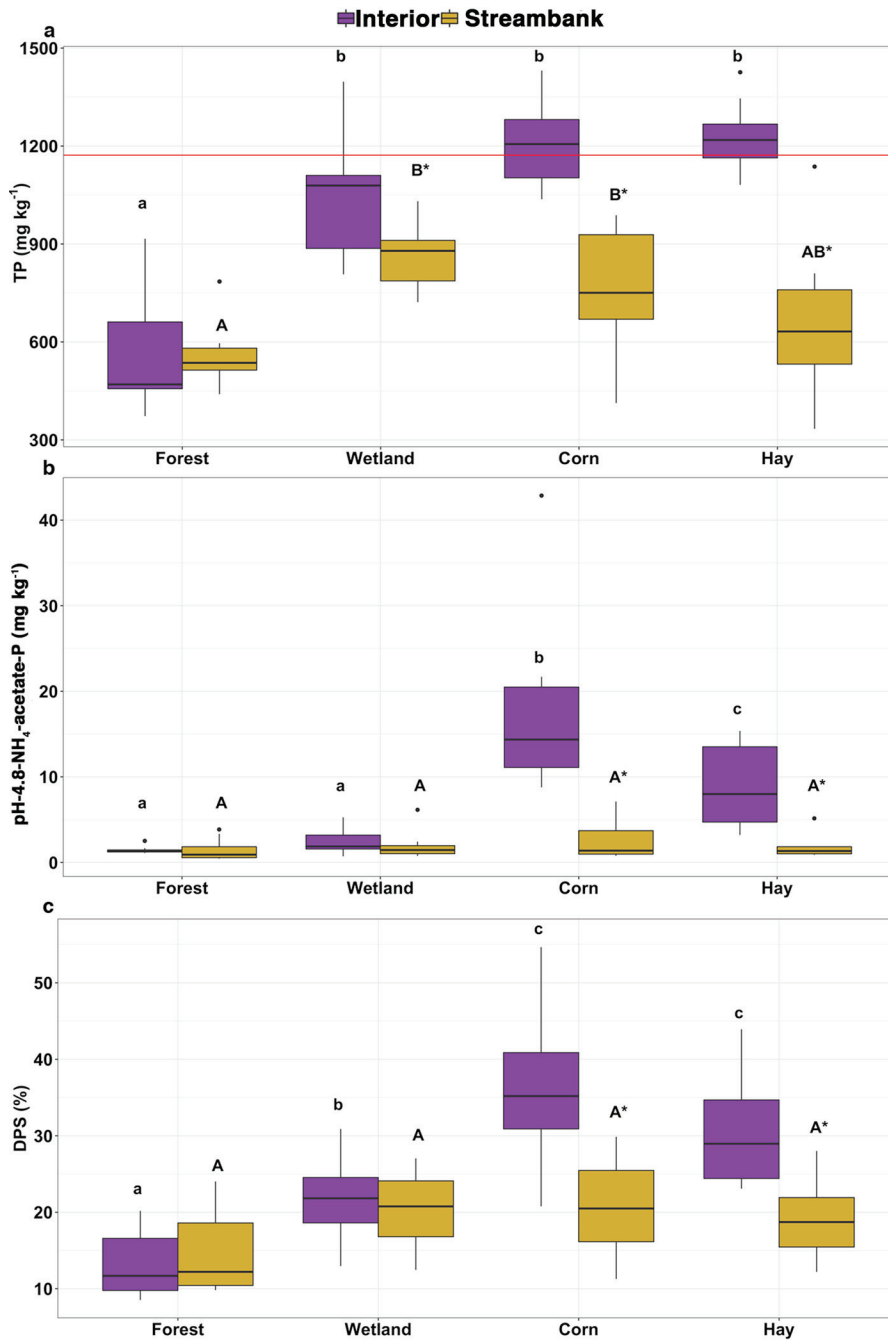 Interior Streambank
a
1500
1200
900
600
300
TP (mg kg⁻¹)
a
A
b
B*
b
B*
b
AB*
Forest Wetland Corn Hay
b
40
30
20
10
0
pH-4.8-NH₄-acetate-P (mg kg⁻¹)
a
A
a
A
b
A*
c
A*
Forest Wetland Corn Hay
c
50
40
30
20
10
DPS (%)
a
A
b
A
c
A*
c
A*
Forest Wetland Corn Hay